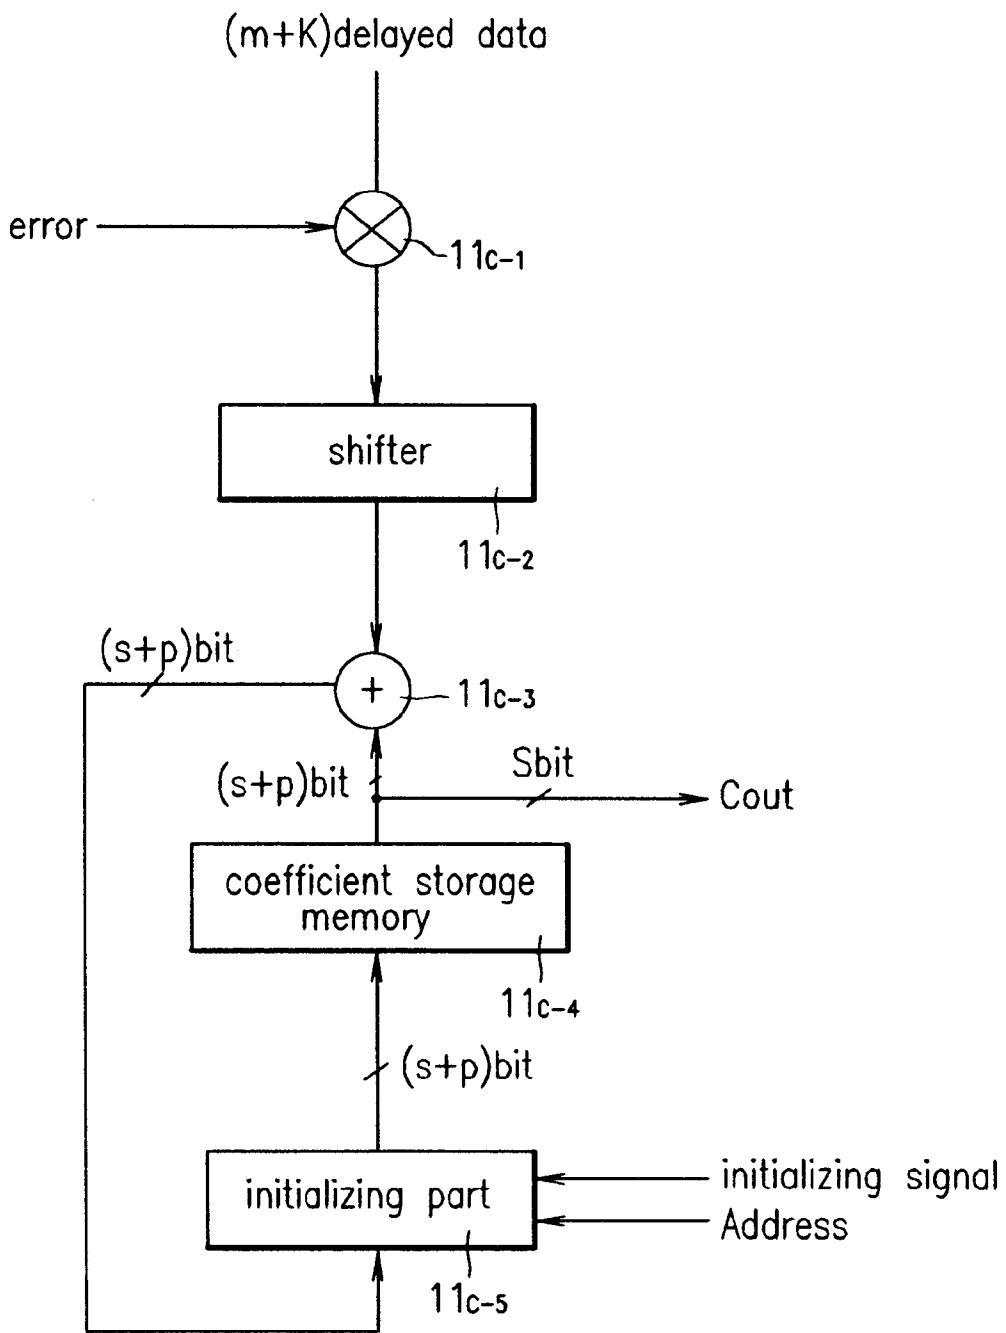 (m+K)delayed data
error
11c-1
shifter
11c-2
(s+p)bit
+
11c-3
(s+p)bit
Sbit
Cout
coefficient storage
memory
11c-4
(s+p)bit
initializing part
initializing signal
Address
11c-5